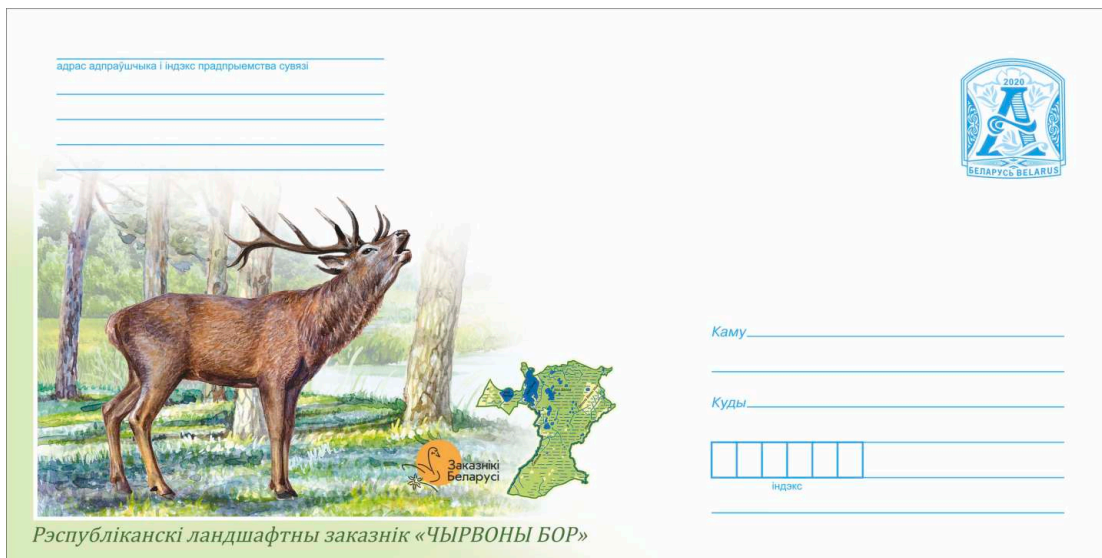 адрас адпраўшчыка і індэкс прадпрыемства сувязі
2020
А
БЕЛАРУСЬ BELARUS
Каму
Куды
індэкс
Заказнікі
Беларусі
Рэспубліканскі ландшафтны заказнік «ЧЫРВОНЫ БОР»